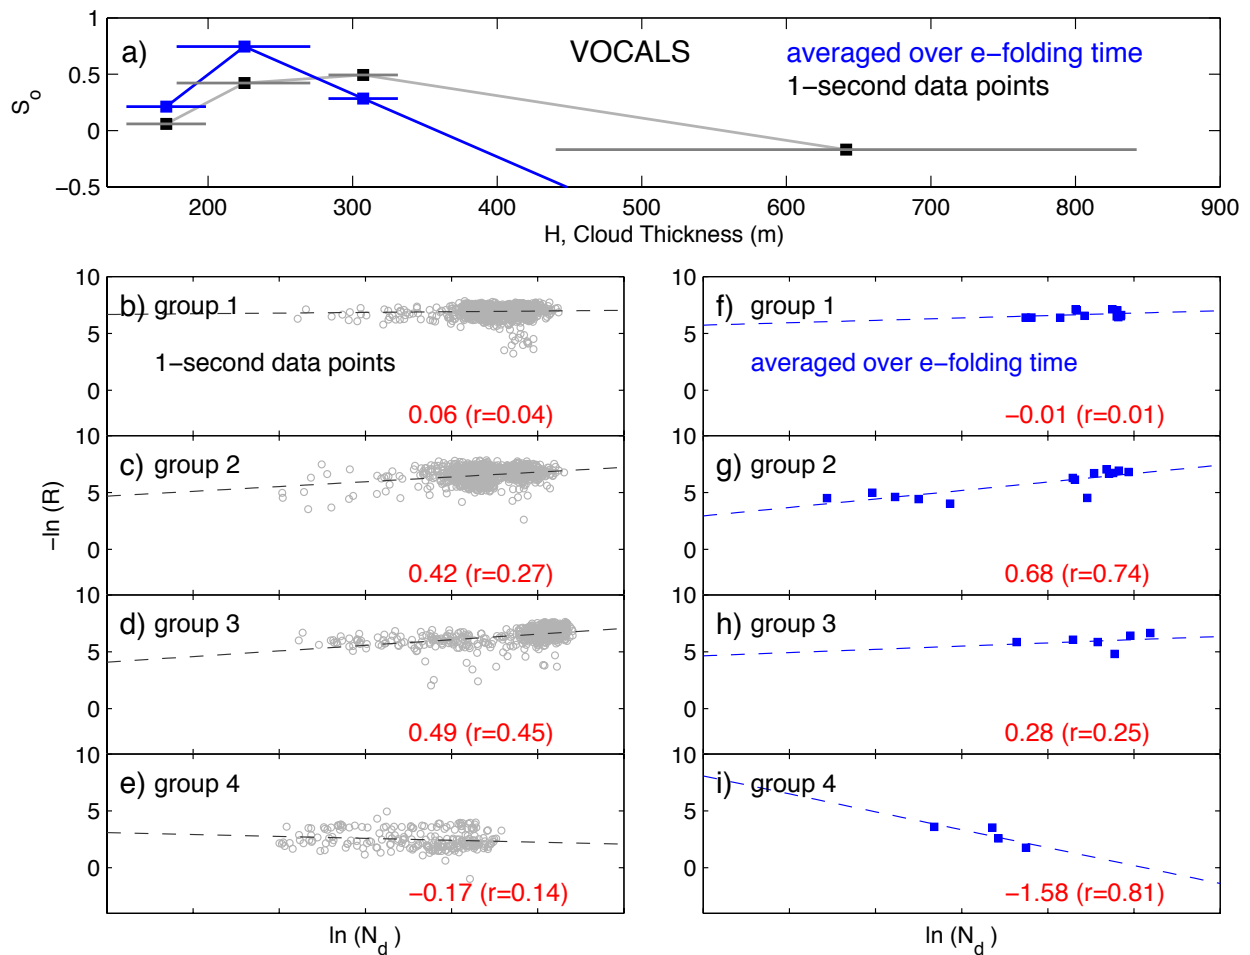 1
0.5
0
−0.5
S_o
a)
VOCALS
averaged over e−folding time
1−second data points
200 300 400 500 600 700 800 900
H, Cloud Thickness (m)
10
5
0
b) group 1
1−second data points
0.06 (r=0.04)
10
5
0
c) group 2
0.42 (r=0.27)
10
5
0
d) group 3
0.49 (r=0.45)
10
5
0
e) group 4
−0.17 (r=0.14)
−ln (R)
ln (N_d )
10
5
0
f) group 1
averaged over e−folding time
−0.01 (r=0.01)
10
5
0
g) group 2
0.68 (r=0.74)
10
5
0
h) group 3
0.28 (r=0.25)
10
5
0
i) group 4
−1.58 (r=0.81)
ln (N_d )